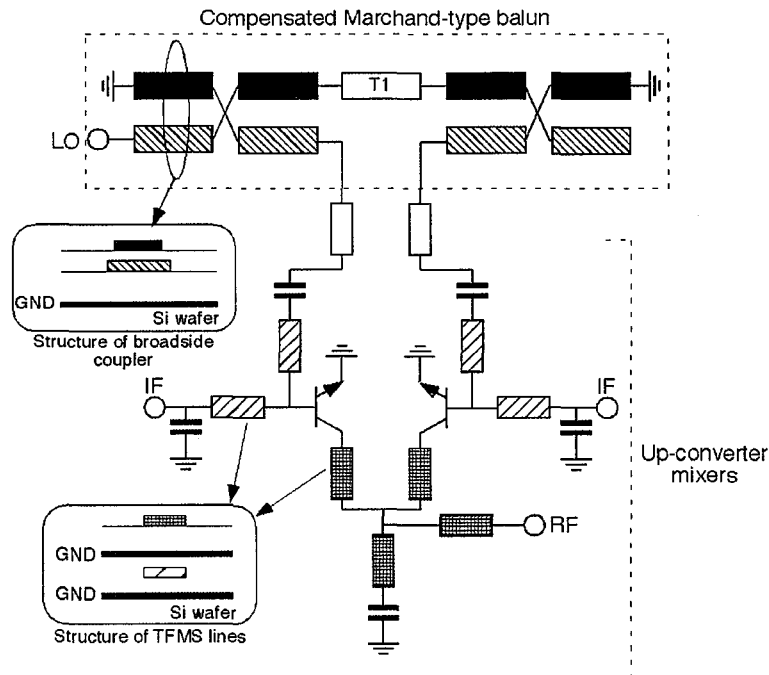 Compensated Marchand-type balun
T1
LO
GND
Si wafer
Structure of broadside
coupler
IF
IF
Up-converter
mixers
RF
GND
GND
Si wafer
Structure of TFMS lines